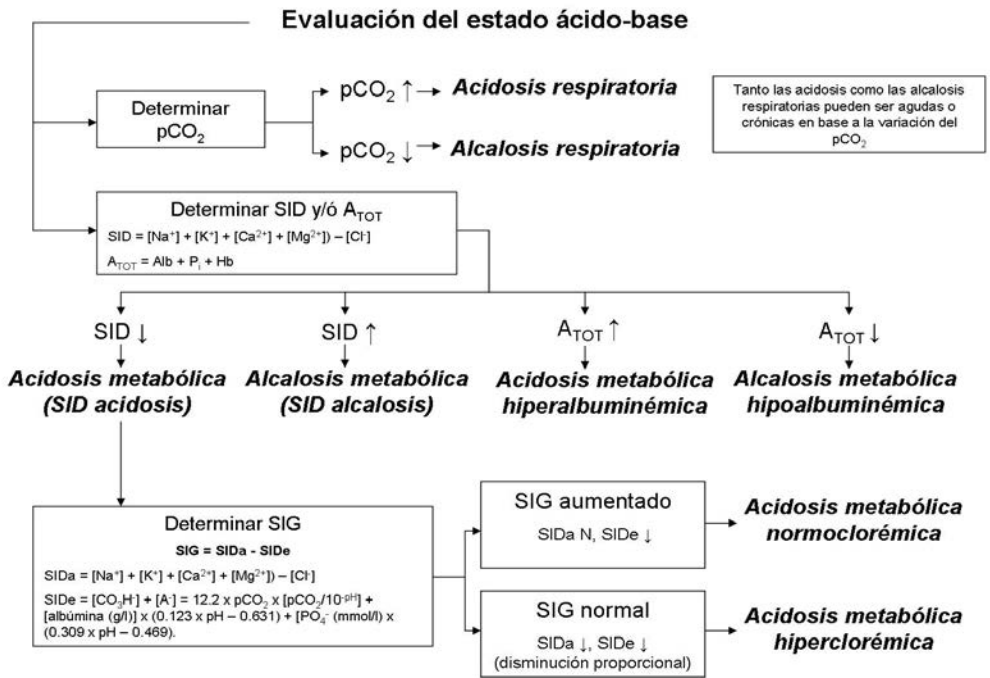 Evaluación del estado ácido-base
Determinar
pCO₂
pCO₂ ↑ → Acidosis respiratoria
pCO₂ ↓ → Alcalosis respiratoria
Tanto las acidosis como las alcalosis
respiratorias pueden ser agudas o
crónicas en base a la variación del
pCO₂
Determinar SID y/ó A_TOT
SID = [Na⁺] + [K⁺] + [Ca²⁺] + [Mg²⁺]) – [Cl⁻]
A_TOT = Alb + P_i + Hb
SID ↓
Acidosis metabólica
(SID acidosis)
SID ↑
Alcalosis metabólica
(SID alcalosis)
A_TOT ↑
Acidosis metabólica
hiperalbuminémica
A_TOT ↓
Alcalosis metabólica
hipoalbuminémica
Determinar SIG
SIG = SIDa - SIDe
SIDa = [Na⁺] + [K⁺] + [Ca²⁺] + [Mg²⁺]) – [Cl⁻]
SIDe = [CO₃H⁻] + [A⁻] = 12.2 x pCO₂ x [pCO₂/10⁻ᵖᴴ] +
[albúmina (g/l)] x (0.123 x pH – 0.631) + [PO₄⁻ (mmol/l) x
(0.309 x pH – 0.469).
SIG aumentado
SIDa N, SIDe ↓
Acidosis metabólica
normoclorémica
SIG normal
SIDa ↓, SIDe ↓
(disminución proporcional)
Acidosis metabólica
hiperclorémica